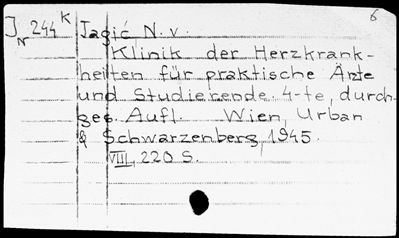 6
J N 244 K Jagić N. v.
Klinik der Herzkrank-
heiten für praktische Ärzte
und Studierende. 4-te, durch-
ges. Aufl. Wien, Urban
& Schwarzenberg, 1945.
VIII, 220 S.